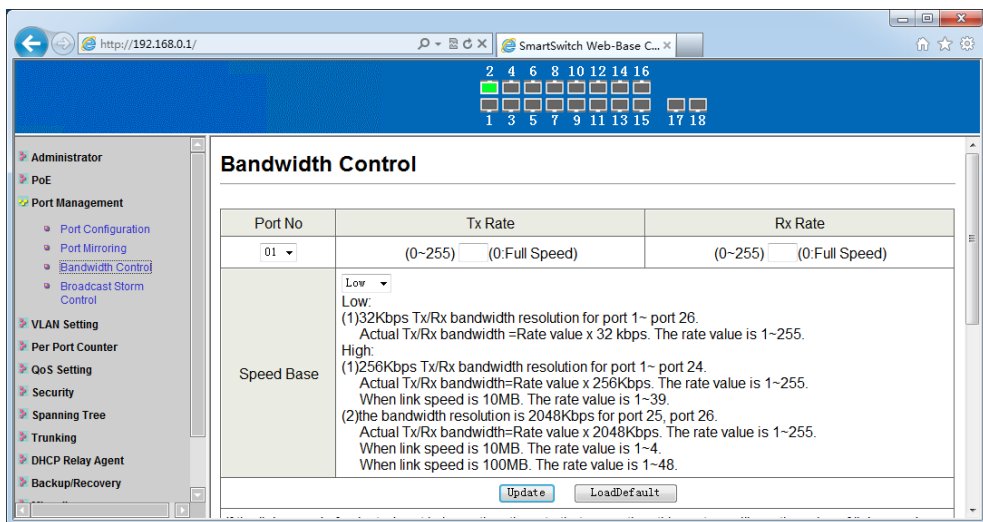 http://192.168.0.1/
SmartSwitch Web-Base C...
2 4 6 8 10 12 14 16
1 3 5 7 9 11 13 15 17 18
Administrator
PoE
Port Management
Port Configuration
Port Mirroring
Bandwidth Control
Broadcast Storm
Control
VLAN Setting
Per Port Counter
QoS Setting
Security
Spanning Tree
Trunking
DHCP Relay Agent
Backup/Recovery
Bandwidth Control
Port No Tx Rate Rx Rate
01 (0~255) (0:Full Speed) (0~255) (0:Full Speed)
Speed Base
Low
Low:
(1)32Kbps Tx/Rx bandwidth resolution for port 1~ port 26.
Actual Tx/Rx bandwidth =Rate value x 32 kbps. The rate value is 1~255.
High:
(1)256Kbps Tx/Rx bandwidth resolution for port 1~ port 24.
Actual Tx/Rx bandwidth=Rate value x 256Kbps. The rate value is 1~255.
When link speed is 10MB. The rate value is 1~39.
(2)the bandwidth resolution is 2048Kbps for port 25, port 26.
Actual Tx/Rx bandwidth=Rate value x 2048Kbps. The rate value is 1~255.
When link speed is 10MB. The rate value is 1~4.
When link speed is 100MB. The rate value is 1~48.
Update LoadDefault